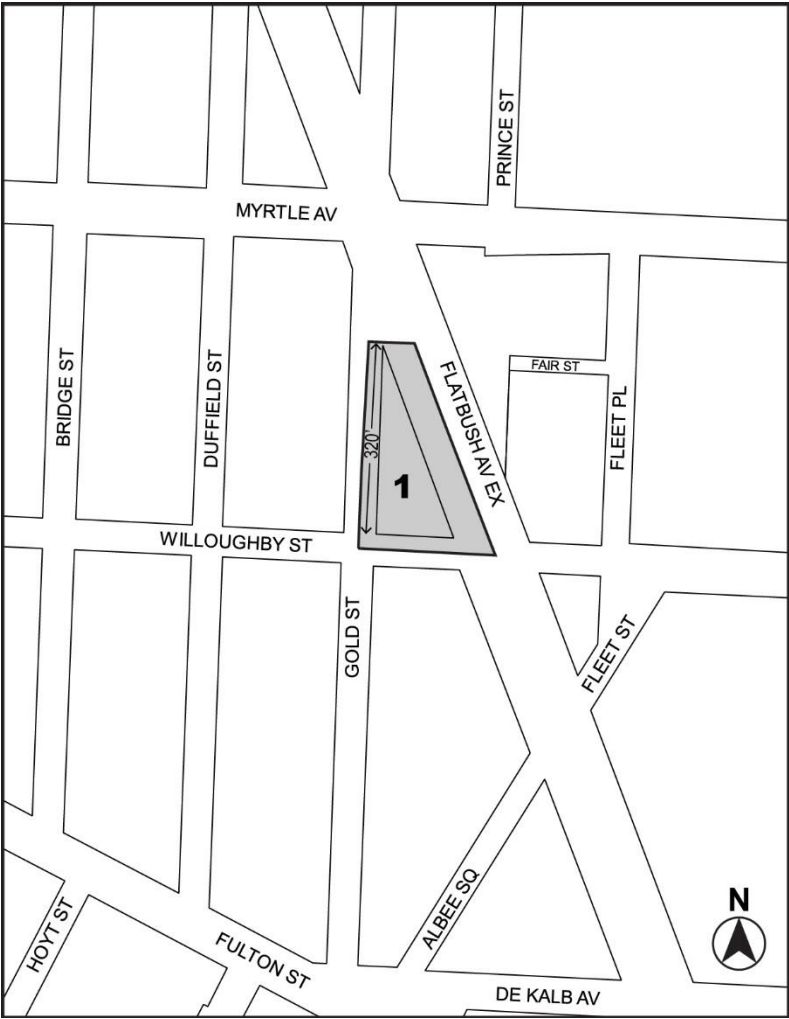 PRINCE ST
MYRTLE AV
BRIDGE ST
DUFFIELD ST
FLATBUSH AV EX
FAIR ST
FLEET PL
320'
1
WILLOUGHBY ST
GOLD ST
FLEET ST
ALBEE SQ
N
HOYT ST
FULTON ST
DE KALB AV